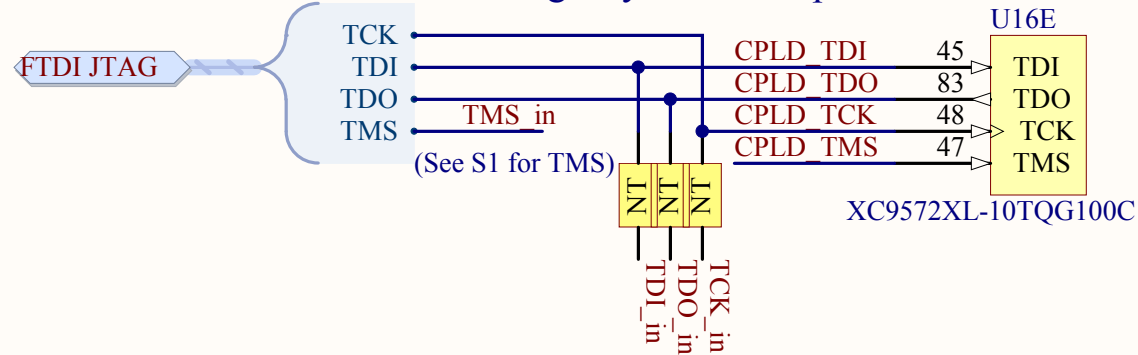 U16E
FTDI JTAG
TCK
TDI
TDO
TMS
TMS_in
(See S1 for TMS)
CPLD_TDI 45 TDI
CPLD_TDO 83 TDO
CPLD_TCK 48 TCK
CPLD_TMS 47 TMS
XC9572XL-10TQG100C
NT NT NT
TDI_in
TDO_in
TCK_in